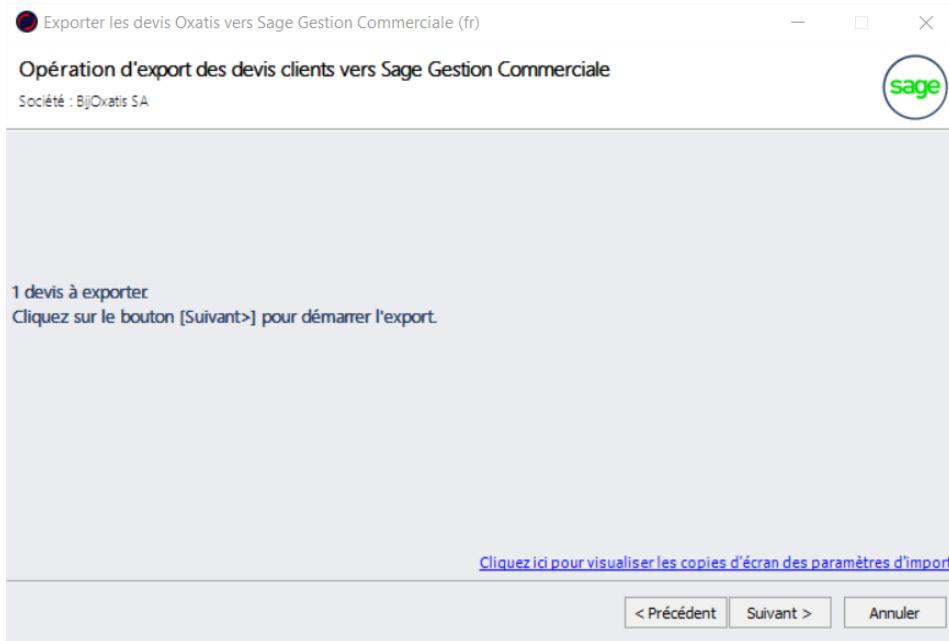 Exporter les devis Oxatis vers Sage Gestion Commerciale (fr)
Opération d'export des devis clients vers Sage Gestion Commerciale
sage
Société : BijOxatis SA
1 devis à exporter.
Cliquez sur le bouton [Suivant>] pour démarrer l'export.
Cliquez ici pour visualiser les copies d'écran des paramètres d'import
< Précédent Suivant > Annuler